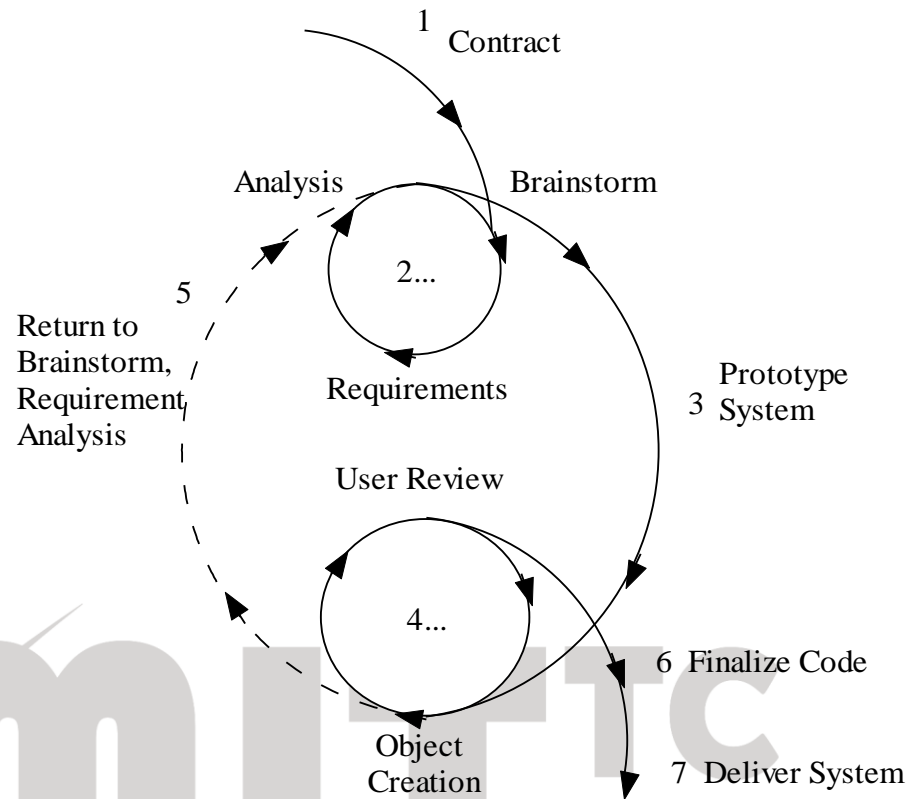 1
Contract
Analysis
Brainstorm
2...
5
Return to
Brainstorm,
Requirement
Analysis
Requirements
3
Prototype
System
User Review
4...
6 Finalize Code
Object
Creation
7 Deliver System
mITTC